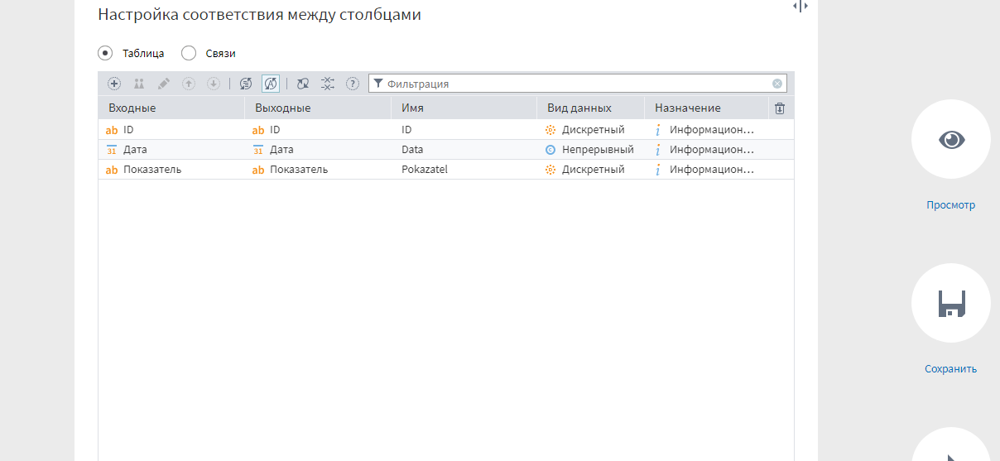 Настройка соответствия между столбцами
Таблица Связи
Фильтрация
Входные Выходные Имя Вид данных Назначение
ab ID ab ID ID Дискретный Информацион...
31 Дата 31 Дата Data Непрерывный Информацион...
ab Показатель ab Показатель Pokazatel Дискретный Информацион...
Просмотр
Сохранить